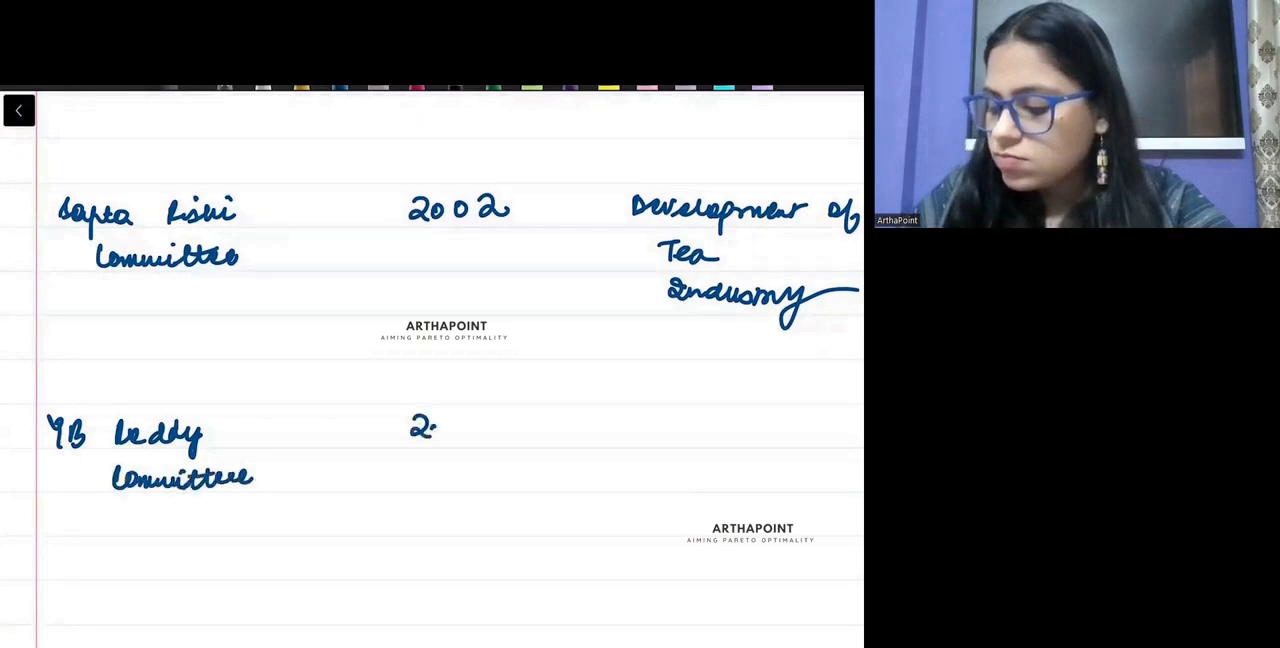 Sapta Rishi 2002 Development of
Committee Tea
Industry
ARTHAPOINT
AIMING PARETO OPTIMALITY
YB Reddy 2
Committee
ARTHAPOINT
AIMING PARETO OPTIMALITY
ArthaPoint